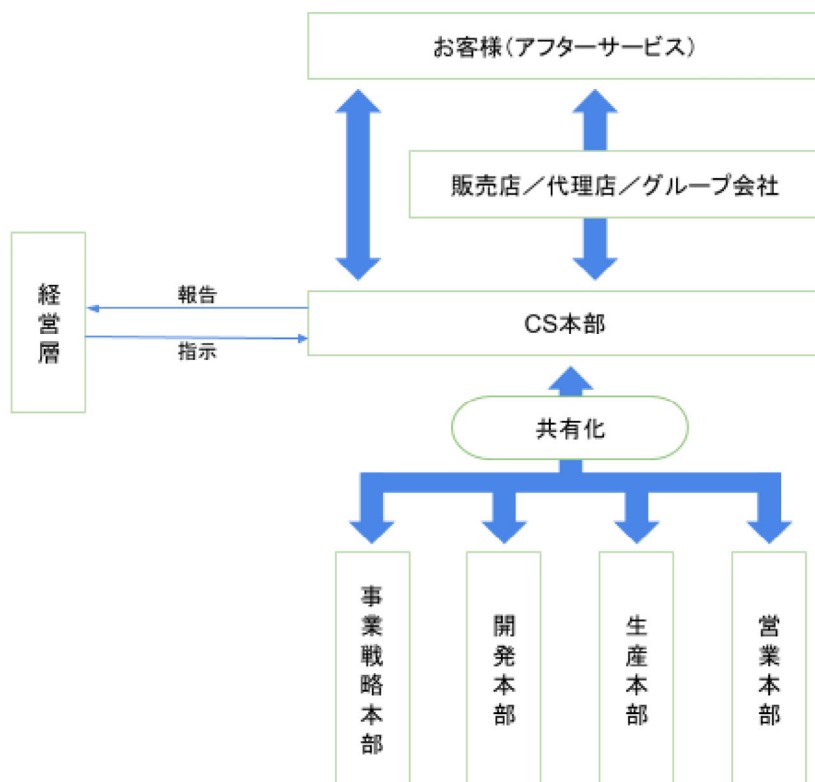 お客様(アフターサービス)
販売店／代理店／グループ会社
経営層
報告
指示
CS本部
共有化
事業戦略本部
開発本部
生産本部
営業本部